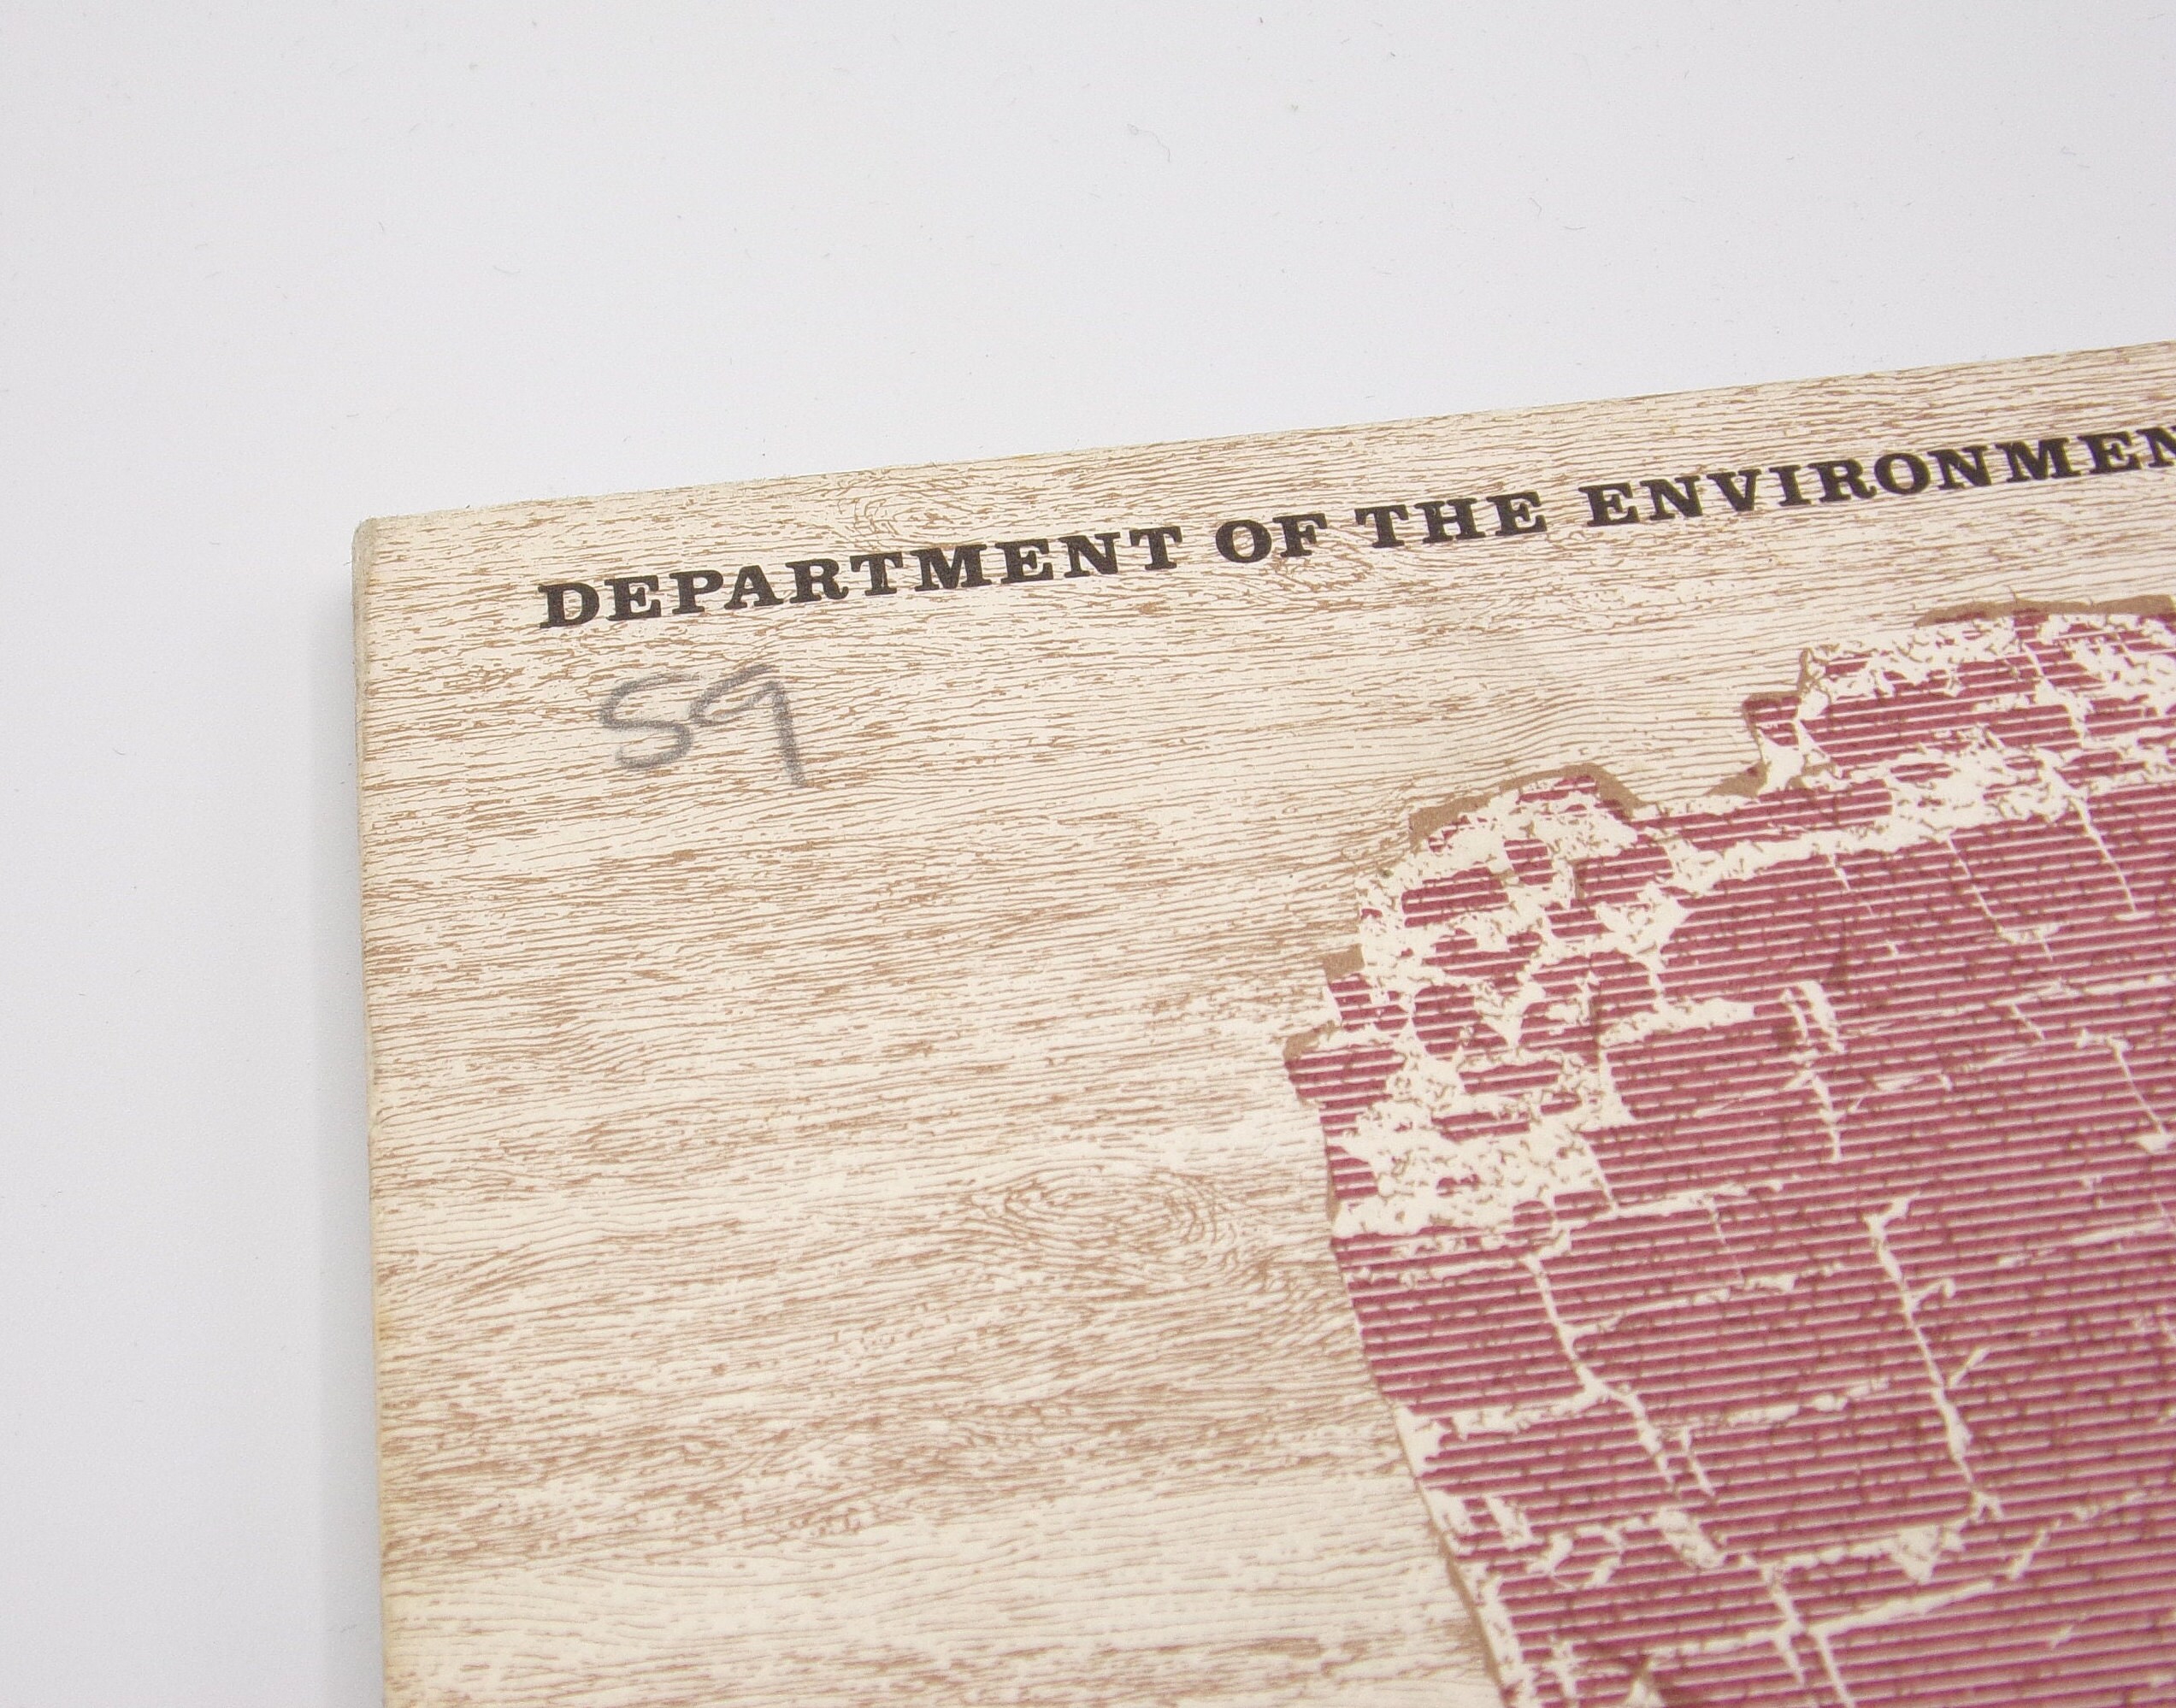 DEPARTMENT OF THE ENVIRONMEN
59